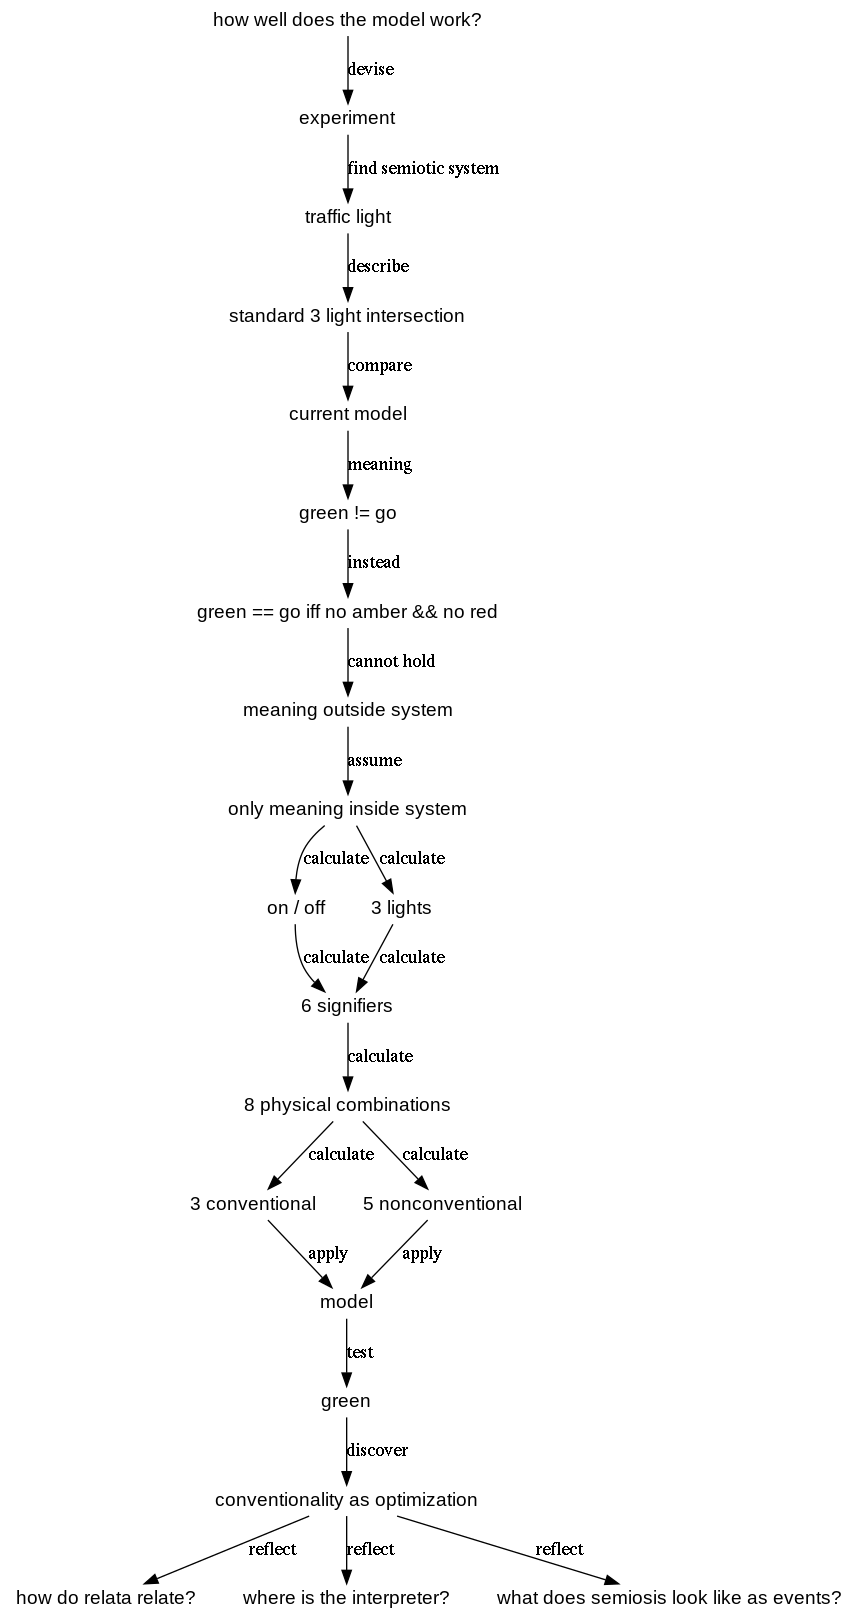 how well does the model work?
devise
experiment
find semiotic system
traffic light
describe
standard 3 light intersection
compare
current model
meaning
green != go
instead
green == go iff no amber && no red
cannot hold
meaning outside system
assume
only meaning inside system
calculate calculate
on / off 3 lights
calculate calculate
6 signifiers
calculate
8 physical combinations
calculate calculate
3 conventional 5 nonconventional
apply apply
model
test
green
discover
conventionality as optimization
reflect reflect reflect
how do relata relate? where is the interpreter? what does semiosis look like as events?